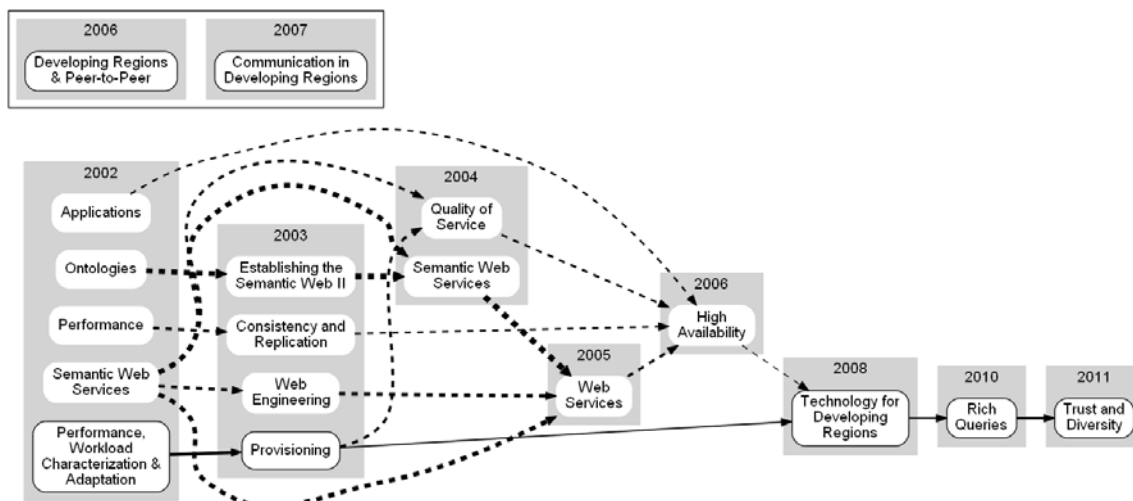 2006
Developing Regions
& Peer-to-Peer
2007
Communication in
Developing Regions
2002
Applications
Ontologies
Performance
Semantic Web
Services
Performance,
Workload
Characterization &
Adaptation
2003
Establishing the
Semantic Web II
Consistency and
Replication
Web
Engineering
Provisioning
2004
Quality of
Service
Semantic Web
Services
2005
Web
Services
2006
High
Availability
2008
Technology for
Developing
Regions
2010
Rich
Queries
2011
Trust and
Diversity